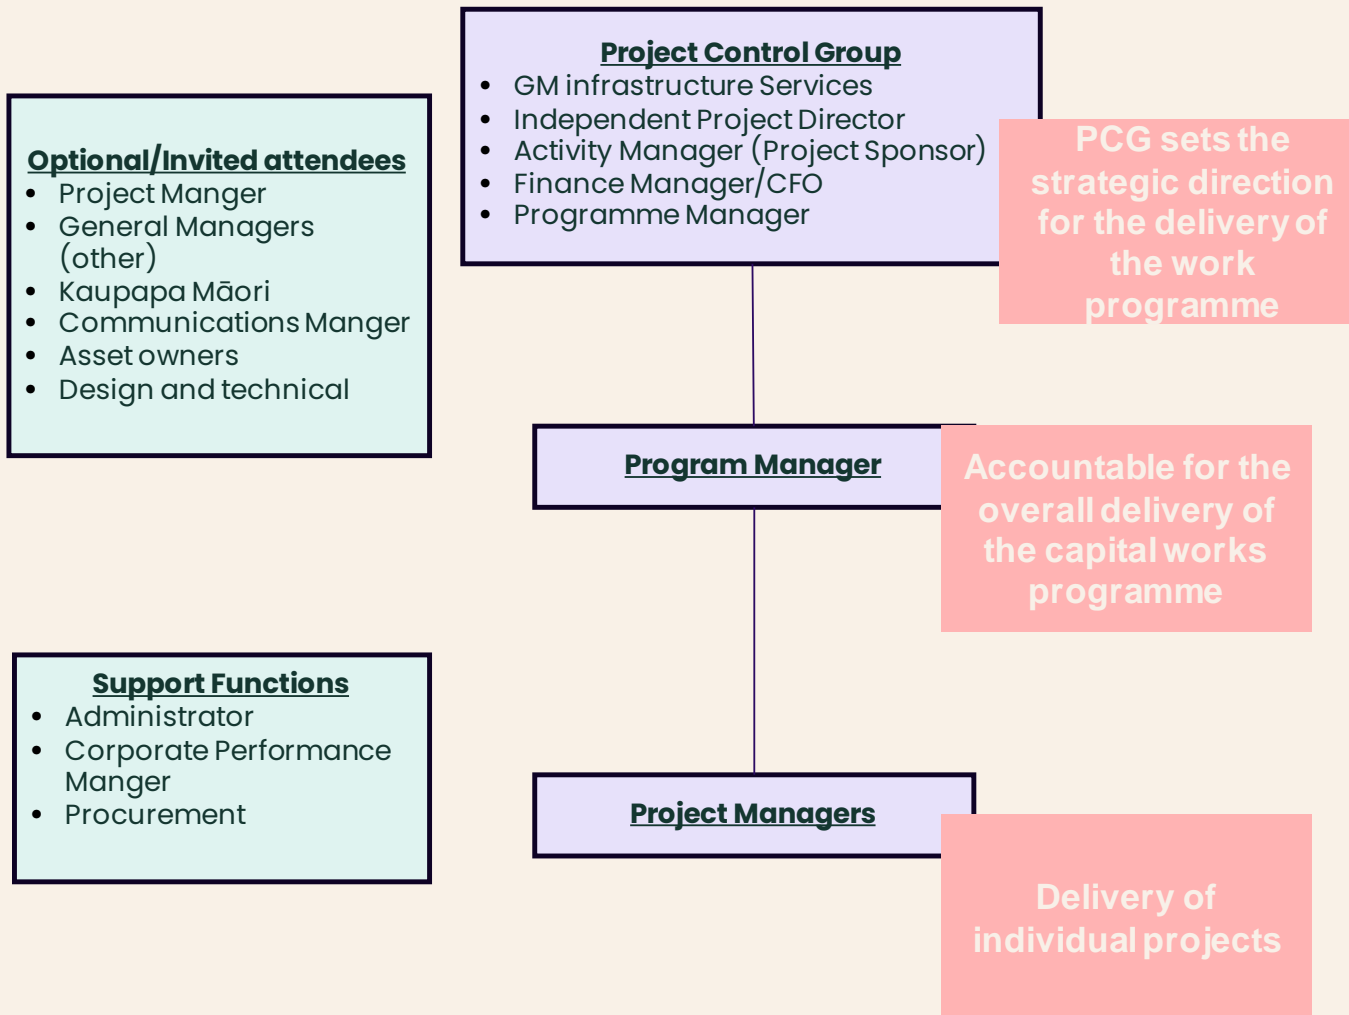 Project Control Group
• GM infrastructure Services
• Independent Project Director
• Activity Manager (Project Sponsor)
• Finance Manager/CFO
• Programme Manager
PCG sets the
strategic direction
for the delivery of
the work
programme
Optional/Invited attendees
• Project Manger
• General Managers
(other)
• Kaupapa Māori
• Communications Manger
• Asset owners
• Design and technical
Program Manager
Accountable for the
overall delivery of
the capital works
programme
Support Functions
• Administrator
• Corporate Performance
Manger
• Procurement
Project Managers
Delivery of
individual projects